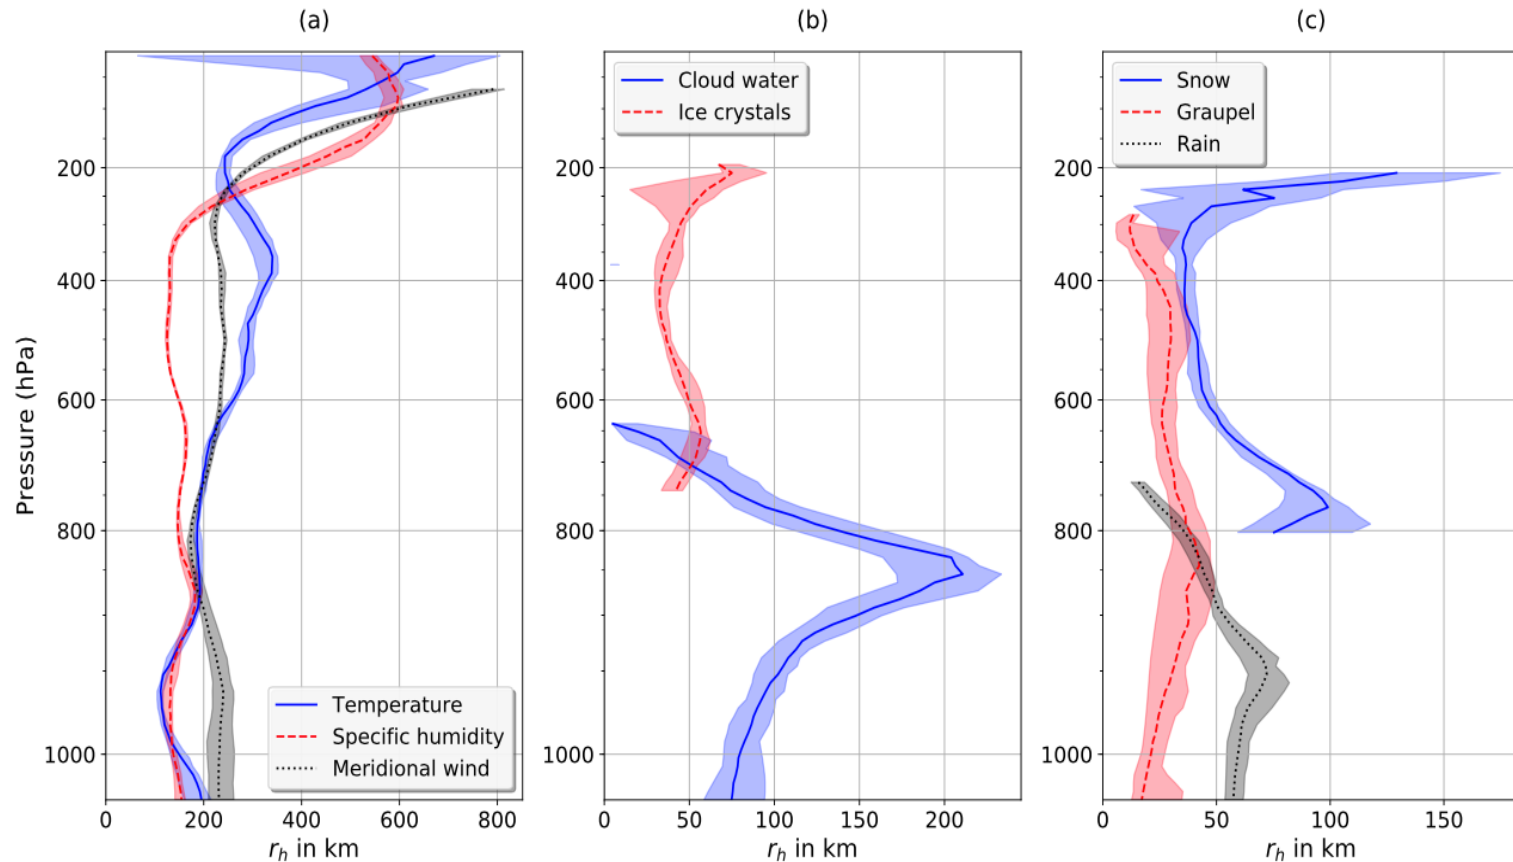 (a)
(b)
(c)
Pressure (hPa)
200
400
600
800
1000
Temperature
Specific humidity
Meridional wind
0
200
400
600
800
r_h in km
Cloud water
Ice crystals
200
400
600
800
1000
0
50
100
150
200
r_h in km
Snow
Graupel
Rain
200
400
600
800
1000
0
50
100
150
r_h in km